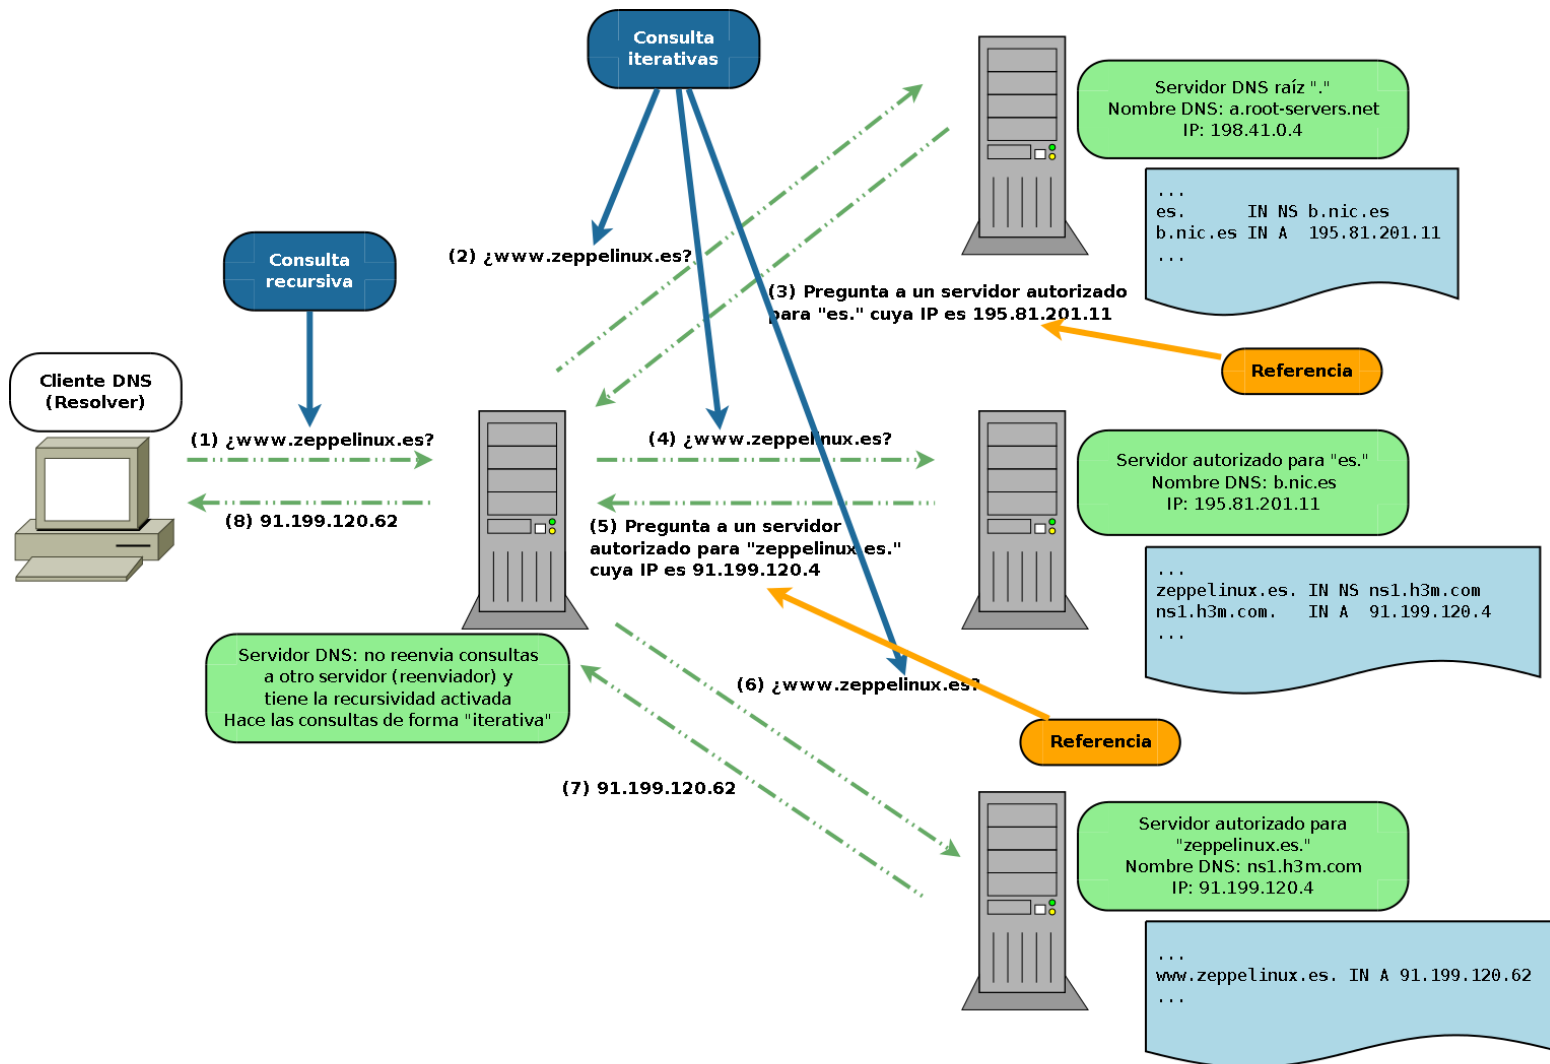 Consulta
iterativas
Servidor DNS raíz "."
Nombre DNS: a.root-servers.net
IP: 198.41.0.4
...
es.      IN NS b.nic.es
b.nic.es IN A  195.81.201.11
...
Consulta
recursiva
(2) ¿www.zeppelinux.es?
(3) Pregunta a un servidor autorizado
para "es." cuya IP es 195.81.201.11
Referencia
Cliente DNS
(Resolver)
(1) ¿www.zeppelinux.es?
(8) 91.199.120.62
(4) ¿www.zeppelinux.es?
(5) Pregunta a un servidor
autorizado para "zeppelinux.es."
cuya IP es 91.199.120.4
Servidor autorizado para "es."
Nombre DNS: b.nic.es
IP: 195.81.201.11
...
zeppelinux.es. IN NS ns1.h3m.com
ns1.h3m.com.   IN A  91.199.120.4
...
Servidor DNS: no reenvia consultas
a otro servidor (reenviador) y
tiene la recursividad activada
Hace las consultas de forma "iterativa"
(6) ¿www.zeppelinux.es?
Referencia
(7) 91.199.120.62
Servidor autorizado para
"zeppelinux.es."
Nombre DNS: ns1.h3m.com
IP: 91.199.120.4
...
www.zeppelinux.es. IN A 91.199.120.62
...